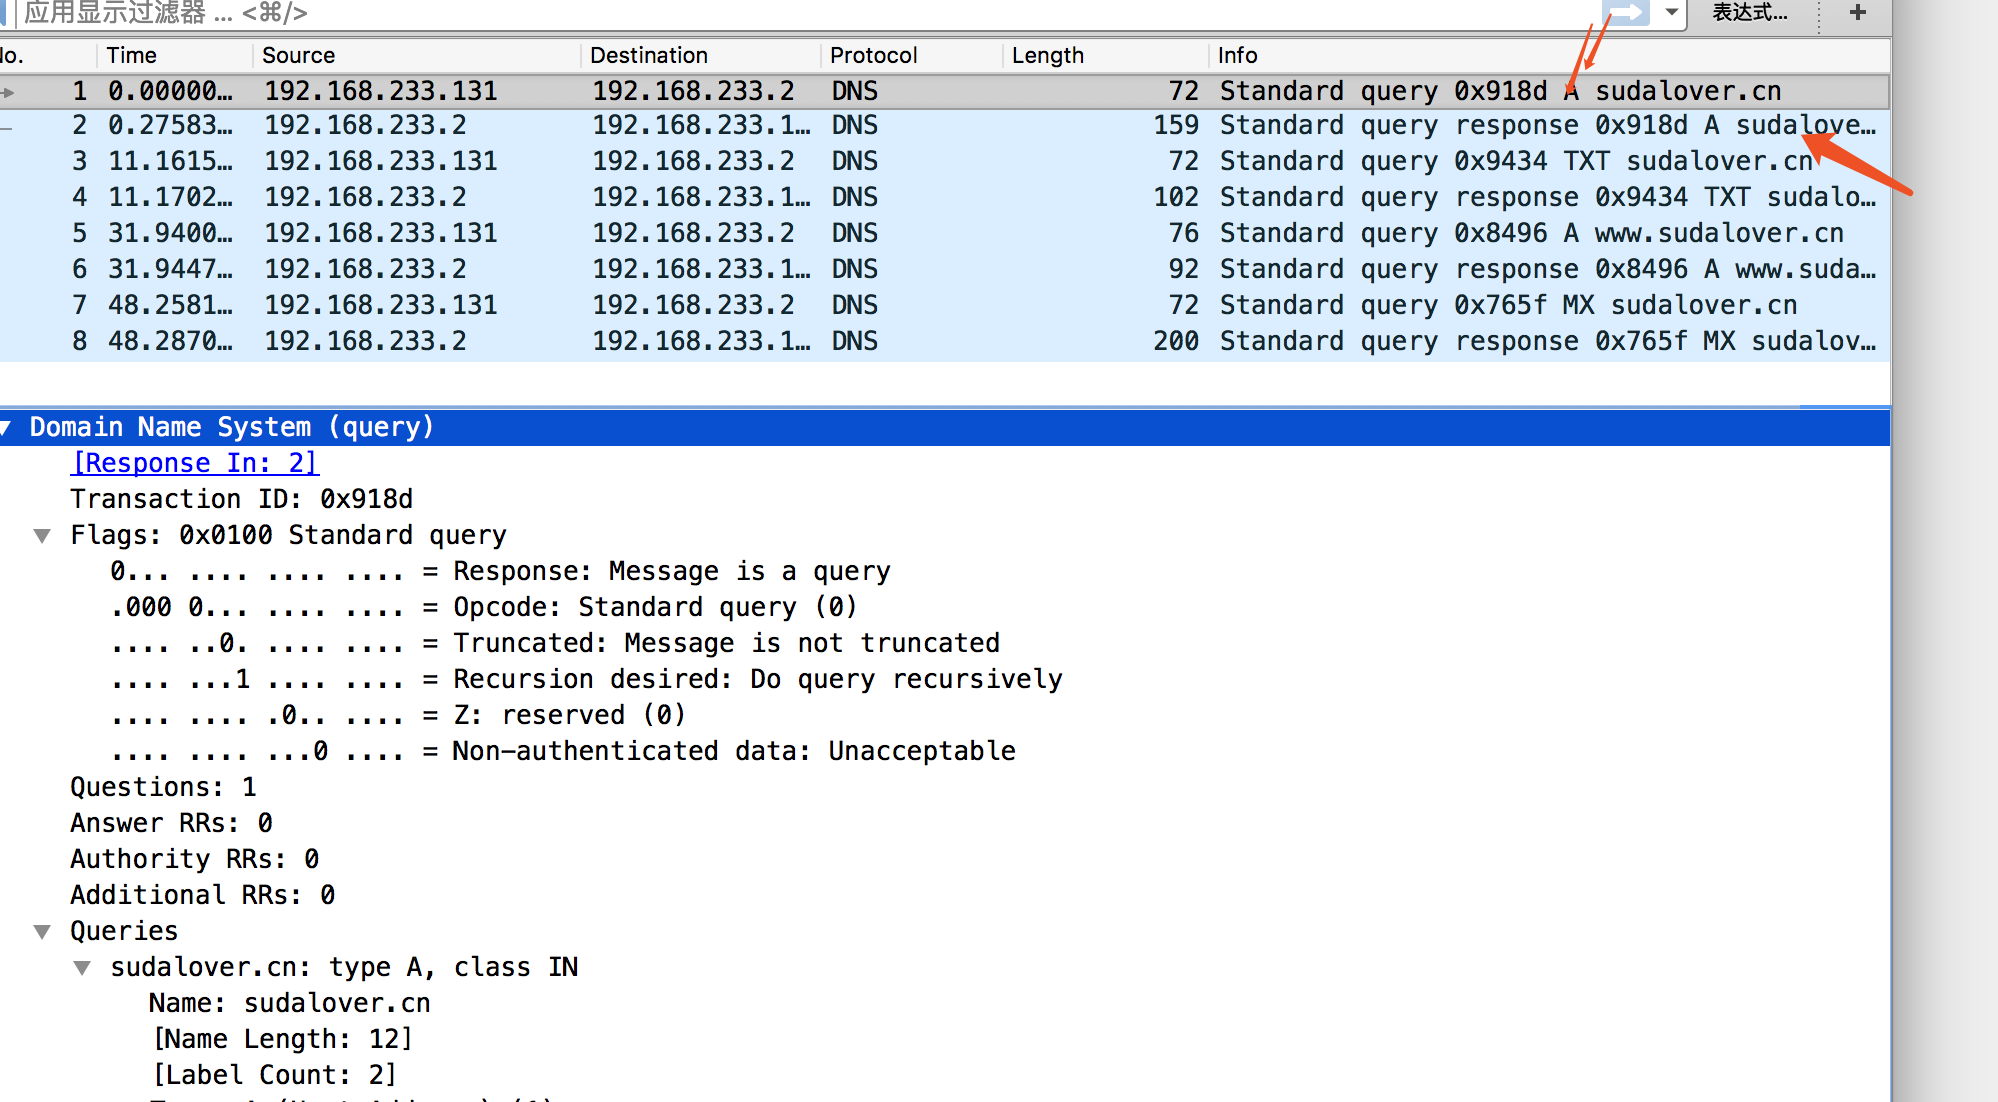 应用显示过滤器 ... <⌘/> 表达式... +
No. Time Source Destination Protocol Length Info
1 0.00000... 192.168.233.131 192.168.233.2 DNS 72 Standard query 0x918d A sudalover.cn
2 0.27583... 192.168.233.2 192.168.233.1... DNS 159 Standard query response 0x918d A sudalove...
3 11.1615... 192.168.233.131 192.168.233.2 DNS 72 Standard query 0x9434 TXT sudalover.cn
4 11.1702... 192.168.233.2 192.168.233.1... DNS 102 Standard query response 0x9434 TXT sudalo...
5 31.9400... 192.168.233.131 192.168.233.2 DNS 76 Standard query 0x8496 A www.sudalover.cn
6 31.9447... 192.168.233.2 192.168.233.1... DNS 92 Standard query response 0x8496 A www.suda...
7 48.2581... 192.168.233.131 192.168.233.2 DNS 72 Standard query 0x765f MX sudalover.cn
8 48.2870... 192.168.233.2 192.168.233.1... DNS 200 Standard query response 0x765f MX sudalov...
Domain Name System (query)
[Response In: 2]
Transaction ID: 0x918d
Flags: 0x0100 Standard query
0... .... .... .... = Response: Message is a query
.000 0... .... .... = Opcode: Standard query (0)
.... ..0. .... .... = Truncated: Message is not truncated
.... ...1 .... .... = Recursion desired: Do query recursively
.... .... .0.. .... = Z: reserved (0)
.... .... ...0 .... = Non-authenticated data: Unacceptable
Questions: 1
Answer RRs: 0
Authority RRs: 0
Additional RRs: 0
Queries
sudalover.cn: type A, class IN
Name: sudalover.cn
[Name Length: 12]
[Label Count: 2]